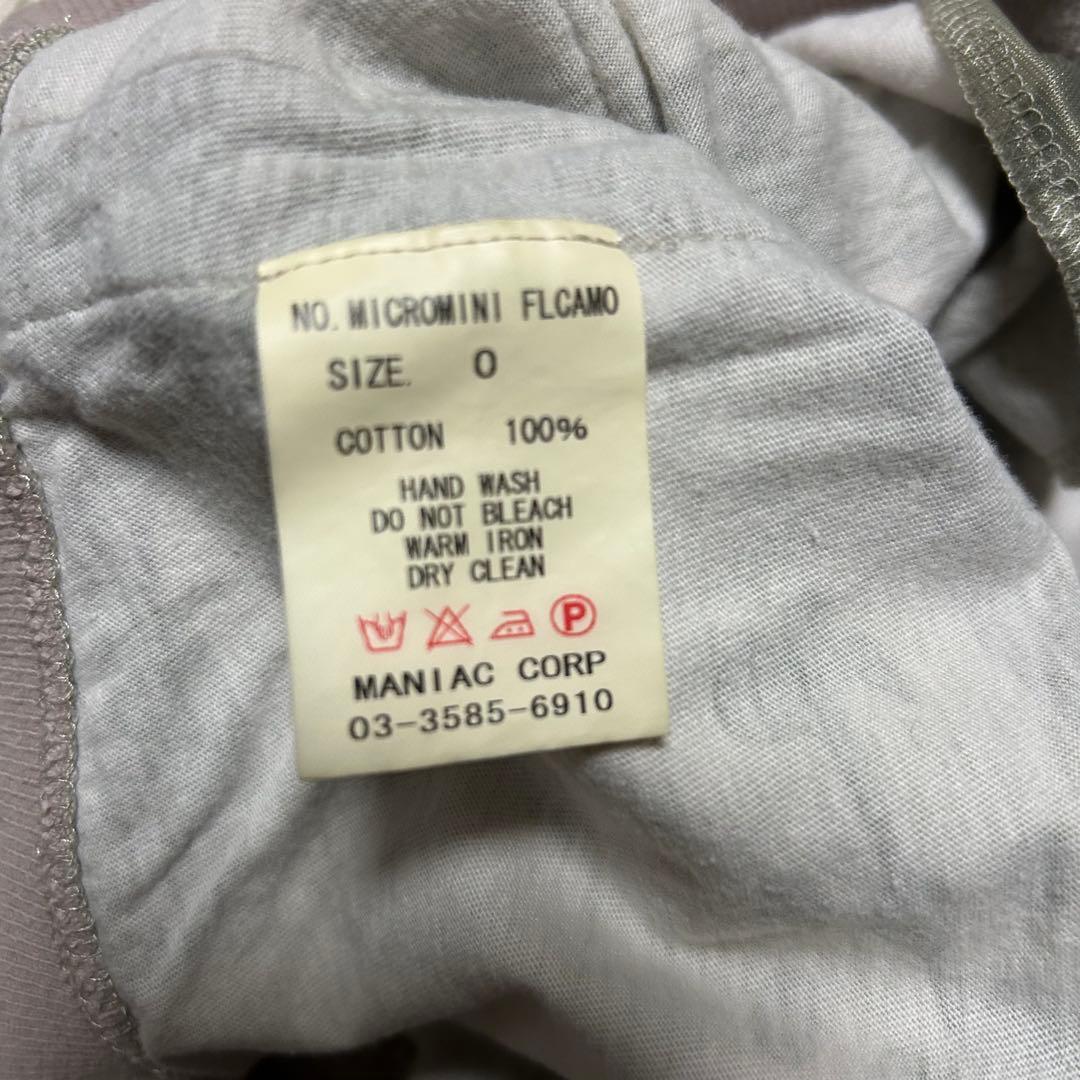 NO. MICROMINI FLCAMO
SIZE. 0
COTTON 100%
HAND WASH
DO NOT BLEACH
WARM IRON
DRY CLEAN
P
MANIAC CORP
03-3585-6910